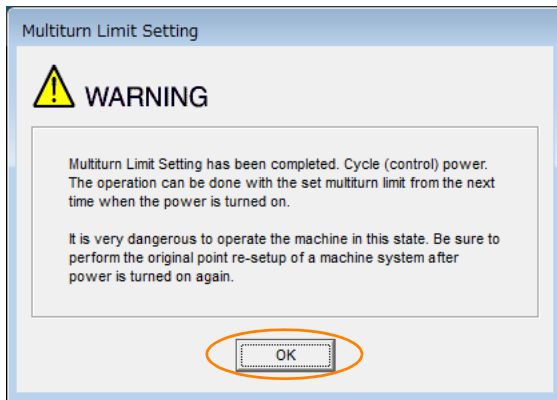 Multiturn Limit Setting
WARNING
Multiturn Limit Setting has been completed. Cycle (control) power.
The operation can be done with the set multiturn limit from the next
time when the power is turned on.
It is very dangerous to operate the machine in this state. Be sure to
perform the original point re-setup of a machine system after
power is turned on again.
OK